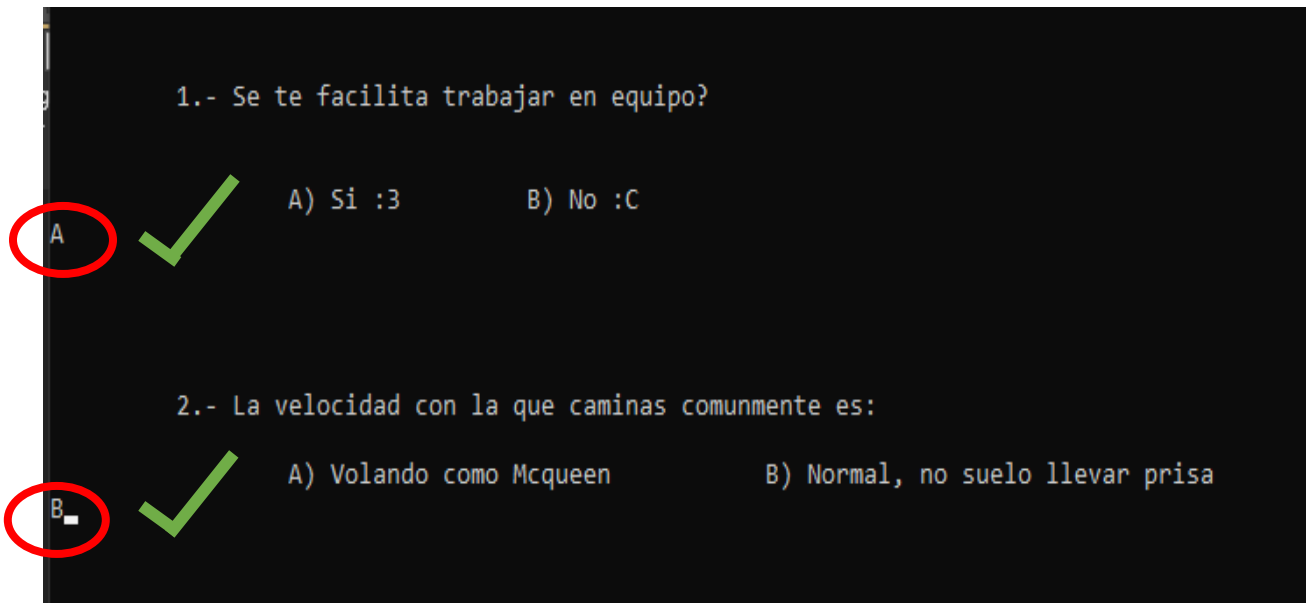 1.- Se te facilita trabajar en equipo?
A) Si :3 B) No :C
A
2.- La velocidad con la que caminas comunmente es:
A) Volando como Mcqueen B) Normal, no suelo llevar prisa
B